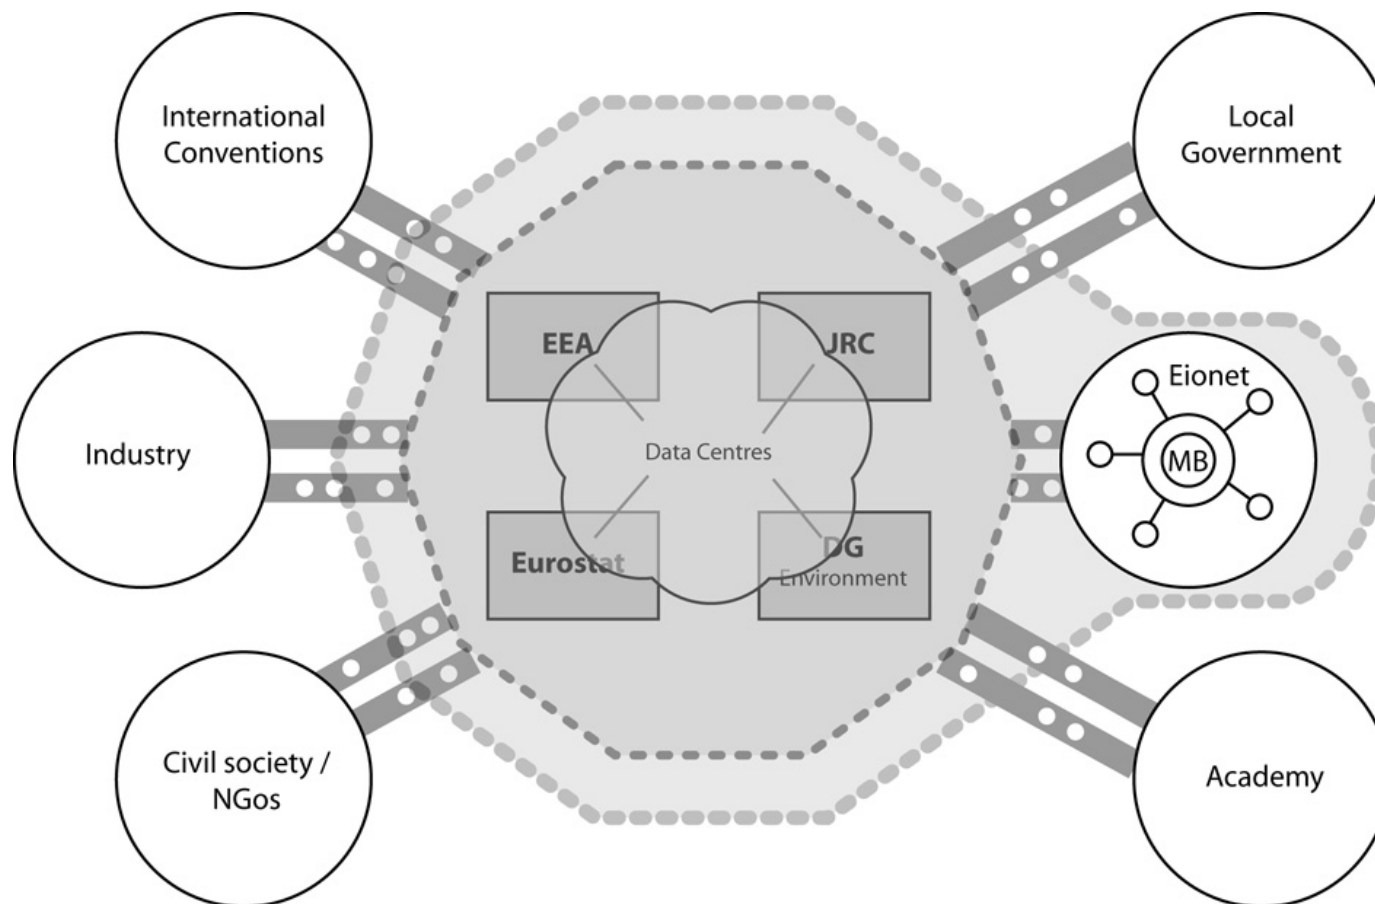 International
Conventions
Local
Government
EEA
JRC
Eionet
Industry
Data Centres
MB
Eurostat
DG
Environment
Civil society /
NGos
Academy